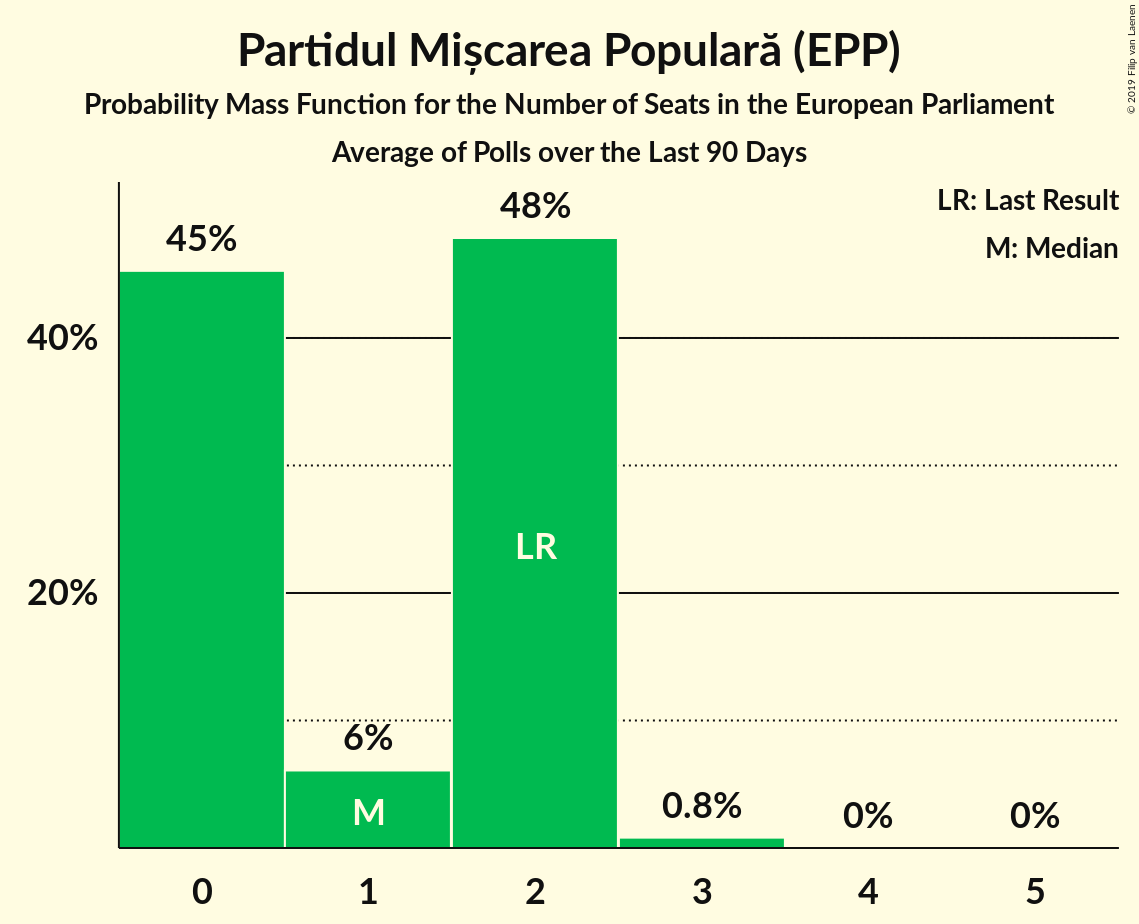 Partidul Mișcarea Populară (EPP)
Probability Mass Function for the Number of Seats in the European Parliament
Average of Polls over the Last 90 Days
© 2019 Filip van Laenen
LR: Last Result
M: Median
45%
6%
48%
0.8%
0%
0%
40%
20%
LR
M
0
1
2
3
4
5